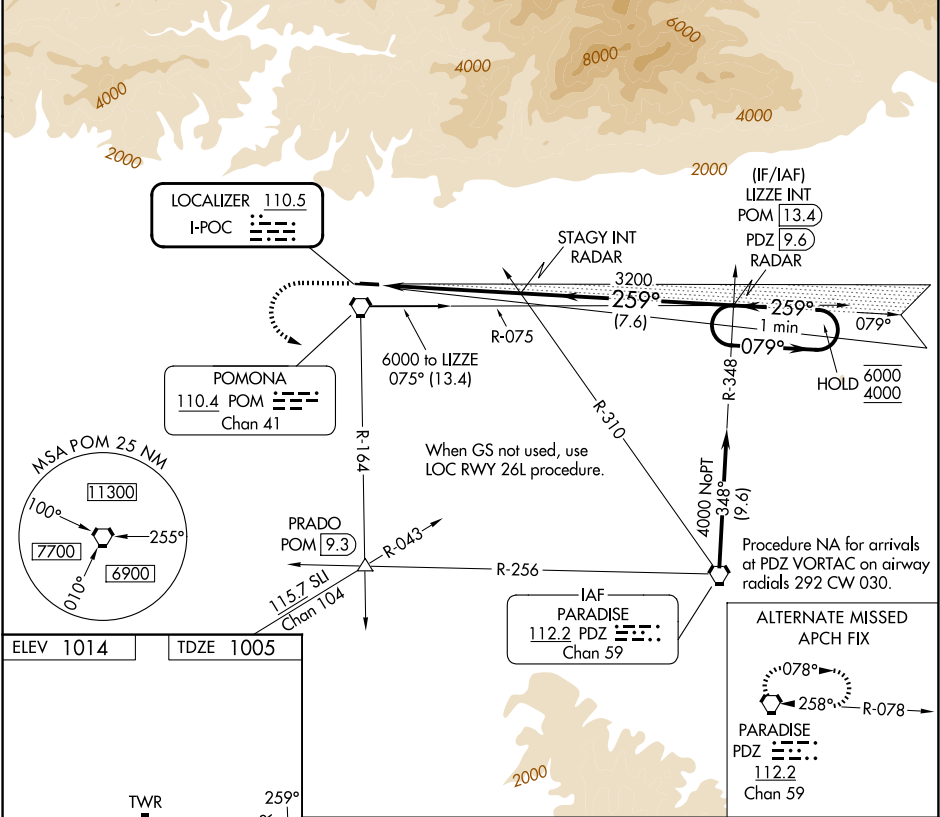 6000
8000
4000
4000
4000
2000
2000
(IF/IAF)
LIZZE INT
POM 13.4
PDZ 9.6
RADAR
LOCALIZER 110.5
I-POC
STAGY INT
RADAR
3200
259°
(7.6)
259°
1 min
079°
079°
R-075
6000 to LIZZE
075° (13.4)
HOLD 6000
4000
POMONA
110.4 POM
Chan 41
R-348
R-310
R-164
When GS not used, use
LOC RWY 26L procedure.
4000 NoPT
348°
(9.6)
MSA POM 25 NM
11300
100°
255°
7700
6900
010°
PRADO
POM 9.3
R-043
R-256
115.7 SLI
Chan 104
Procedure NA for arrivals
at PDZ VORTAC on airway
radials 292 CW 030.
IAF
PARADISE
112.2 PDZ
Chan 59
ALTERNATE MISSED
APCH FIX
078°
258°
R-078
PARADISE
PDZ
112.2
Chan 59
ELEV 1014
TDZE 1005
2000
TWR
259°